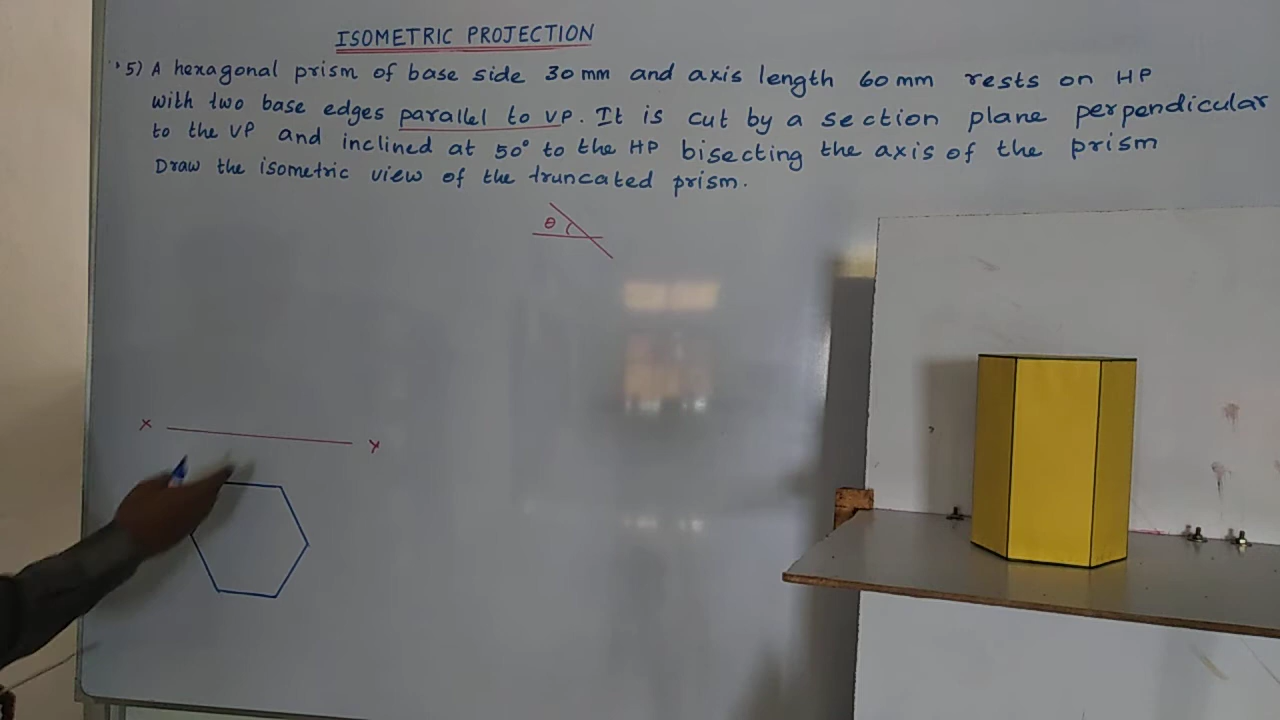 ISOMETRIC PROJECTION
5) A hexagonal prism of base side 30 mm and axis length 60 mm rests on HP
with two base edges parallel to VP. It is cut by a section plane perpendicular
to the VP and inclined at 50° to the HP bisecting the axis of the prism
Draw the isometric view of the truncated prism.
θ
X Y